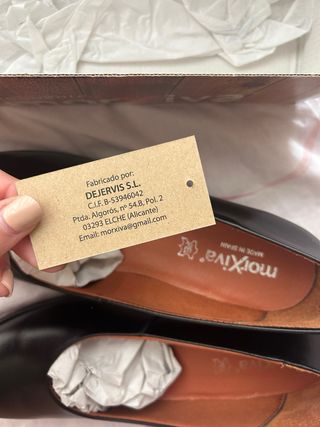 Fabricado por:
DEJERVIS S.L.
C.I.F. B-53946042
Ptda. Algorós, nº 54.B, Pol. 2
03293 ELCHE (Alicante)
Email: morxiva@gmail.com
morXiva
MADE IN SPAIN